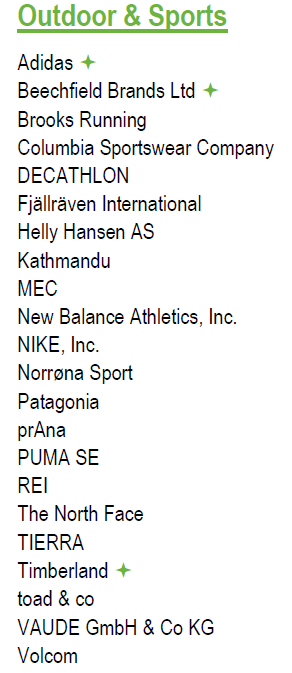 Outdoor & Sports
Adidas ✦
Beechfield Brands Ltd ✦
Brooks Running
Columbia Sportswear Company
DECATHLON
Fjällräven International
Helly Hansen AS
Kathmandu
MEC
New Balance Athletics, Inc.
NIKE, Inc.
Norrøna Sport
Patagonia
prAna
PUMA SE
REI
The North Face
TIERRA
Timberland ✦
toad & co
VAUDE GmbH & Co KG
Volcom